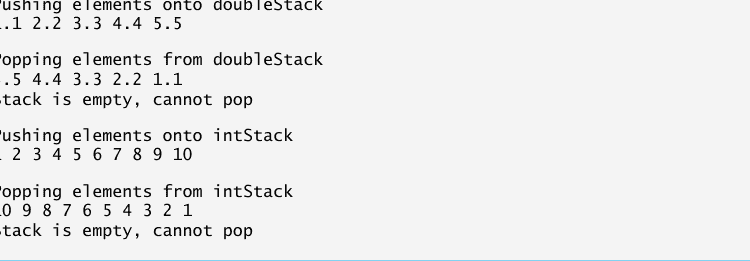 Pushing elements onto doubleStack
1.1 2.2 3.3 4.4 5.5
Popping elements from doubleStack
5.5 4.4 3.3 2.2 1.1
Stack is empty, cannot pop
Pushing elements onto intStack
1 2 3 4 5 6 7 8 9 10
Popping elements from intStack
10 9 8 7 6 5 4 3 2 1
Stack is empty, cannot pop